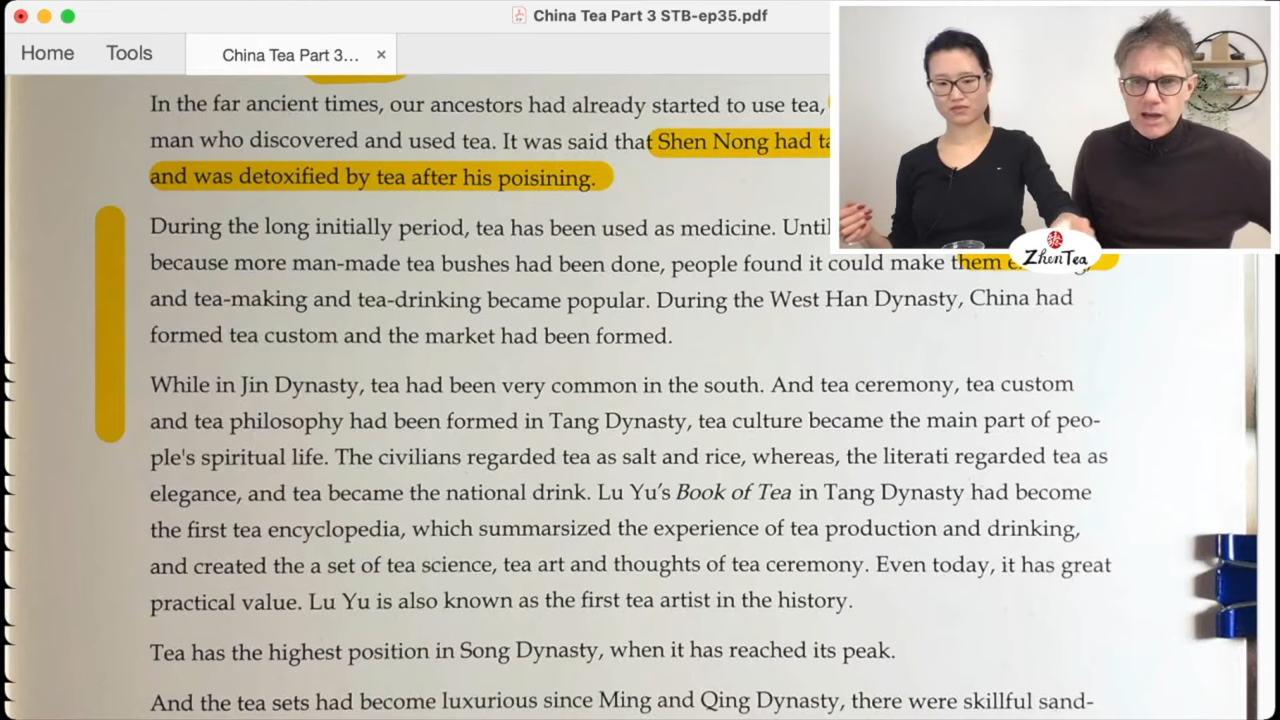 China Tea Part 3 STB-ep35.pdf
Home Tools China Tea Part 3... ×
In the far ancient times, our ancestors had already started to use tea,
man who discovered and used tea. It was said that Shen Nong had
and was detoxified by tea after his poisining.
During the long initially period, tea has been used as medicine. Until
because more man-made tea bushes had been done, people found it could make them
and tea-making and tea-drinking became popular. During the West Han Dynasty, China had
formed tea custom and the market had been formed.
While in Jin Dynasty, tea had been very common in the south. And tea ceremony, tea custom
and tea philosophy had been formed in Tang Dynasty, tea culture became the main part of peo-
ple's spiritual life. The civilians regarded tea as salt and rice, whereas, the literati regarded tea as
elegance, and tea became the national drink. Lu Yu's Book of Tea in Tang Dynasty had become
the first tea encyclopedia, which summarsized the experience of tea production and drinking,
and created the a set of tea science, tea art and thoughts of tea ceremony. Even today, it has great
practical value. Lu Yu is also known as the first tea artist in the history.
Tea has the highest position in Song Dynasty, when it has reached its peak.
And the tea sets had become luxurious since Ming and Qing Dynasty, there were skillful sand-
ZhenTea